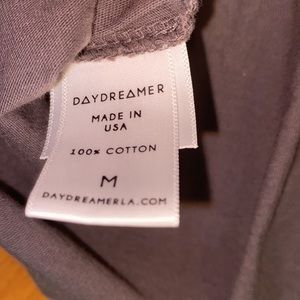 DAYDREAMER
MADE IN
USA
100% COTTON
M
DAYDREAMERLA.COM